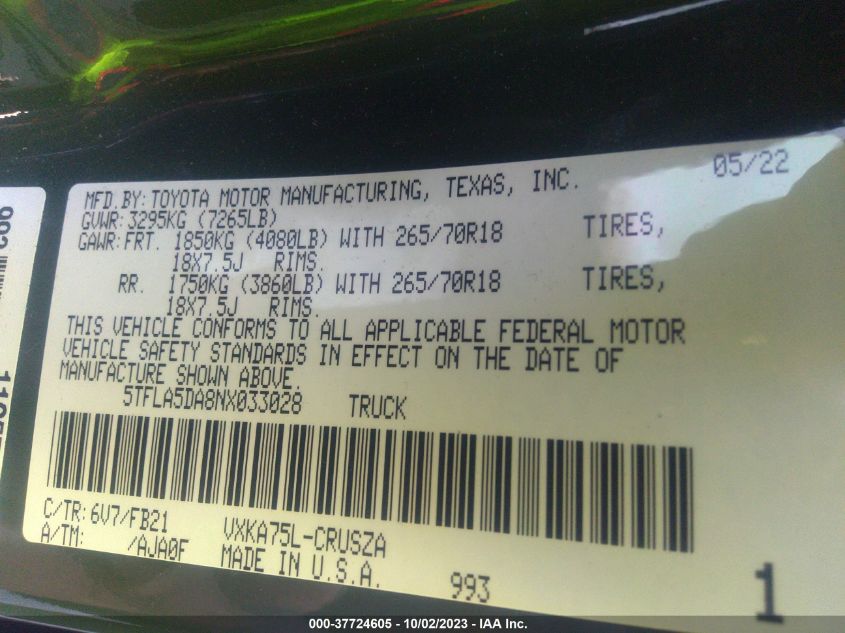 MFD.BY: TOYOTA MOTOR MANUFACTURING, TEXAS, INC. 05/22
GVWR: 3295KG (7265LB)
GAWR: FRT. 1850KG (4080LB) WITH 265/70R18 TIRES,
18X7.5J RIMS.
RR. 1750KG (3860LB) WITH 265/70R18 TIRES,
18X7.5J RIMS.
THIS VEHICLE CONFORMS TO ALL APPLICABLE FEDERAL MOTOR
VEHICLE SAFETY STANDARDS IN EFFECT ON THE DATE OF
MANUFACTURE SHOWN ABOVE.
5TFLA5DA8NX033028 TRUCK
C/TR: 6V7/FB21 VXKA75L-CRUSZA
A/TM: /AJA0F MADE IN U.S.A. 993 1
000-37724605 - 10/02/2023 - IAA Inc.